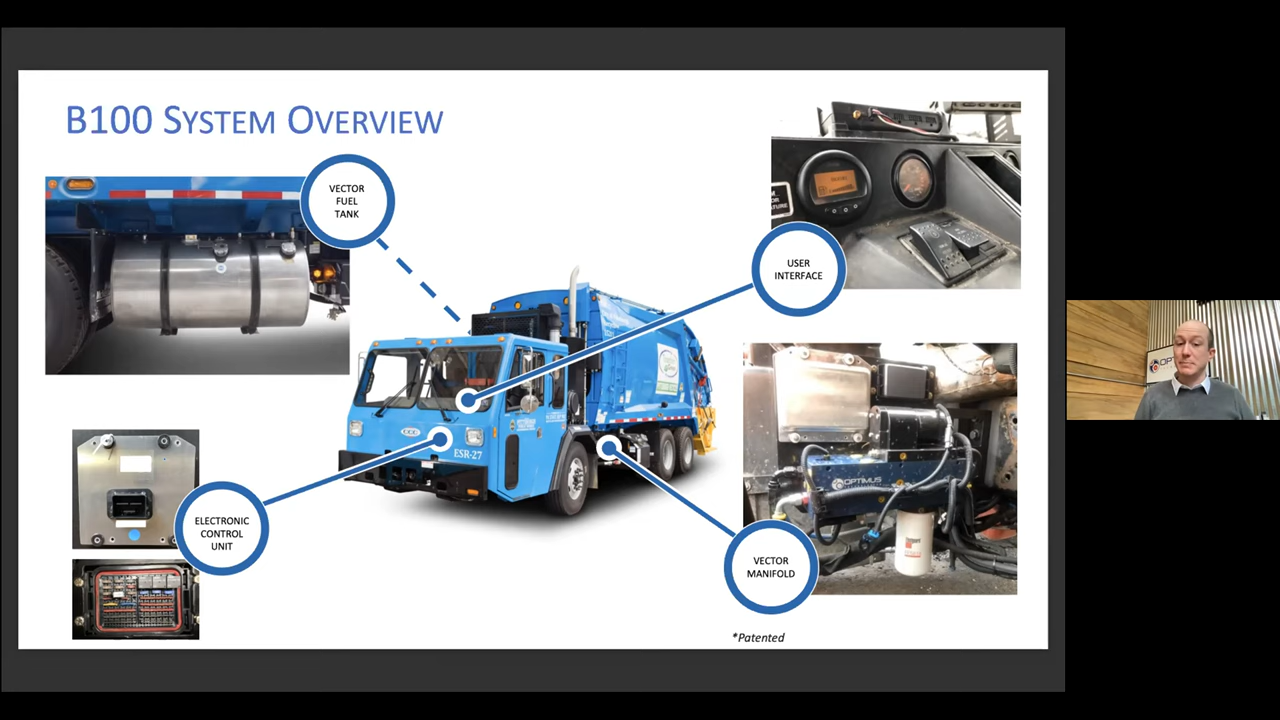 B100 SYSTEM OVERVIEW
VECTOR
FUEL
TANK
USER
INTERFACE
ESR-27
ELECTRONIC
CONTROL
UNIT
OPTIMUS
VECTOR
MANIFOLD
*Patented